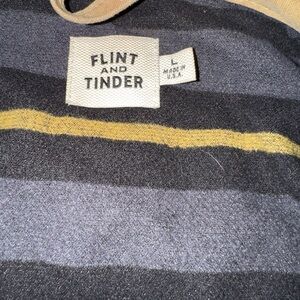 FLINT
AND
TINDER
L
MADE IN
U.S.A.